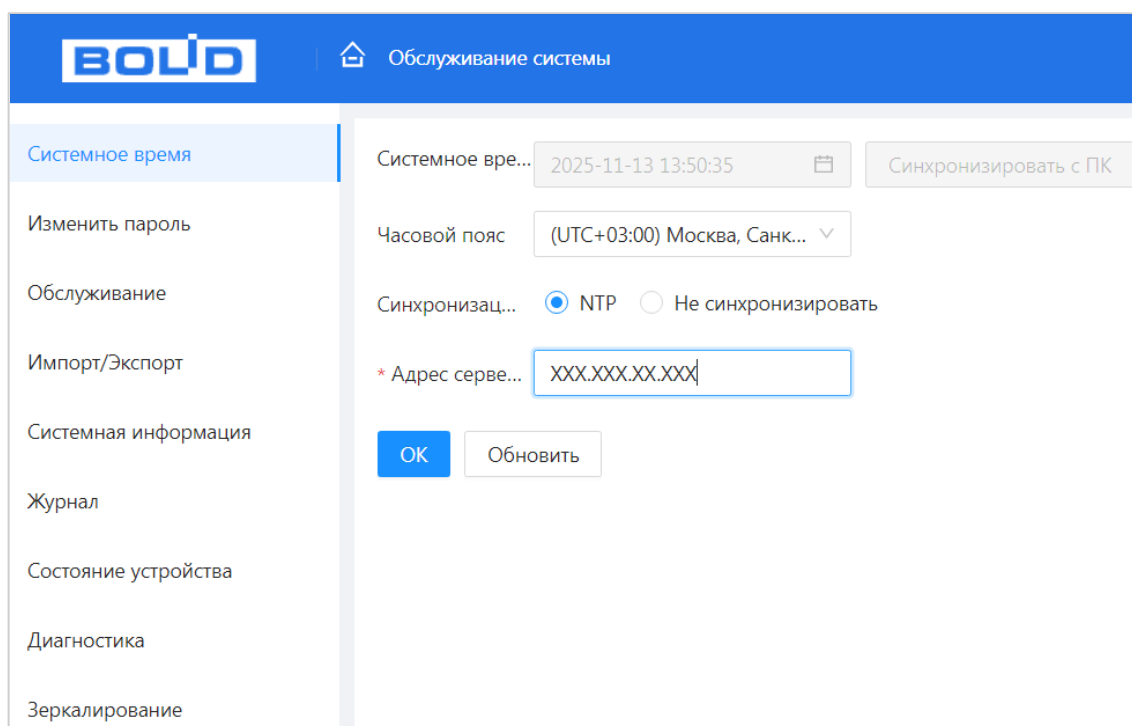 BOLID
Обслуживание системы
Системное время
Изменить пароль
Обслуживание
Импорт/Экспорт
Системная информация
Журнал
Состояние устройства
Диагностика
Зеркалирование
Системное вре... 2025-11-13 13:50:35 Синхронизировать с ПК
Часовой пояс (UTC+03:00) Москва, Санк...
Синхронизац... NTP Не синхронизировать
* Адрес серве... XXX.XXX.XX.XXX
ОК Обновить